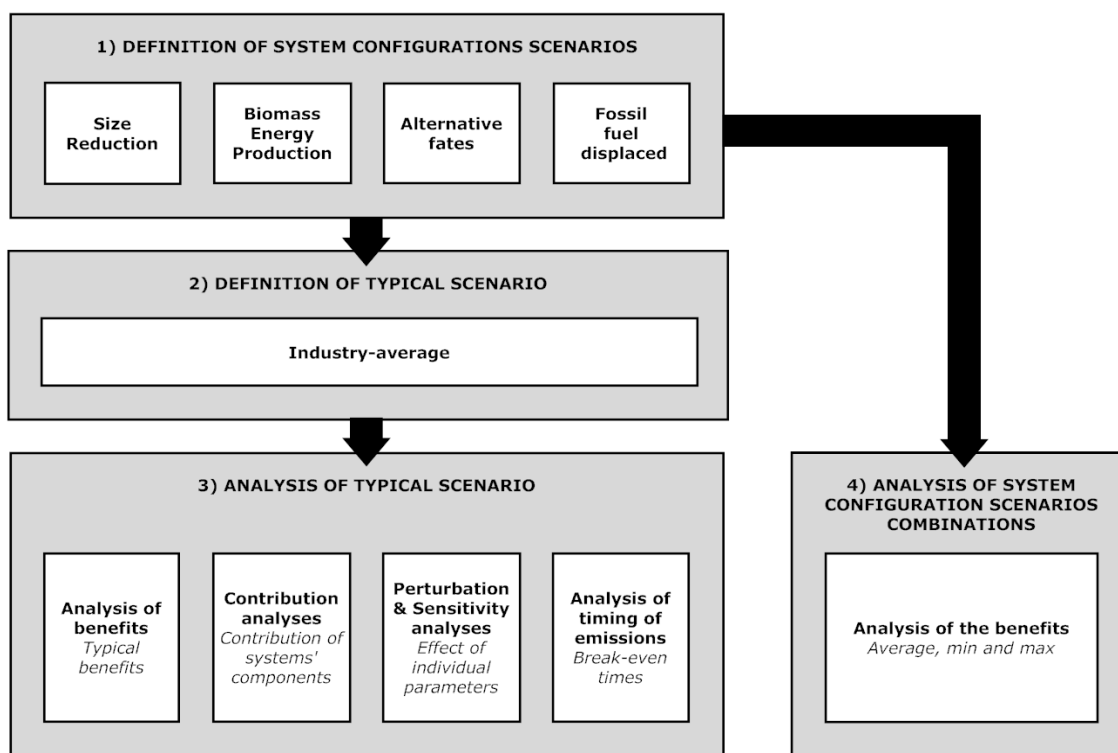 1) DEFINITION OF SYSTEM CONFIGURATIONS SCENARIOS
Size
Reduction
Biomass
Energy
Production
Alternative
fates
Fossil
fuel
displaced
2) DEFINITION OF TYPICAL SCENARIO
Industry-average
3) ANALYSIS OF TYPICAL SCENARIO
Analysis of
benefits
Typical
benefits
Contribution
analyses
Contribution of
systems'
components
Perturbation
& Sensitivity
analyses
Effect of
individual
parameters
Analysis of
timing of
emissions
Break-even
times
4) ANALYSIS OF SYSTEM
CONFIGURATION SCENARIOS
COMBINATIONS
Analysis of the benefits
Average, min and max